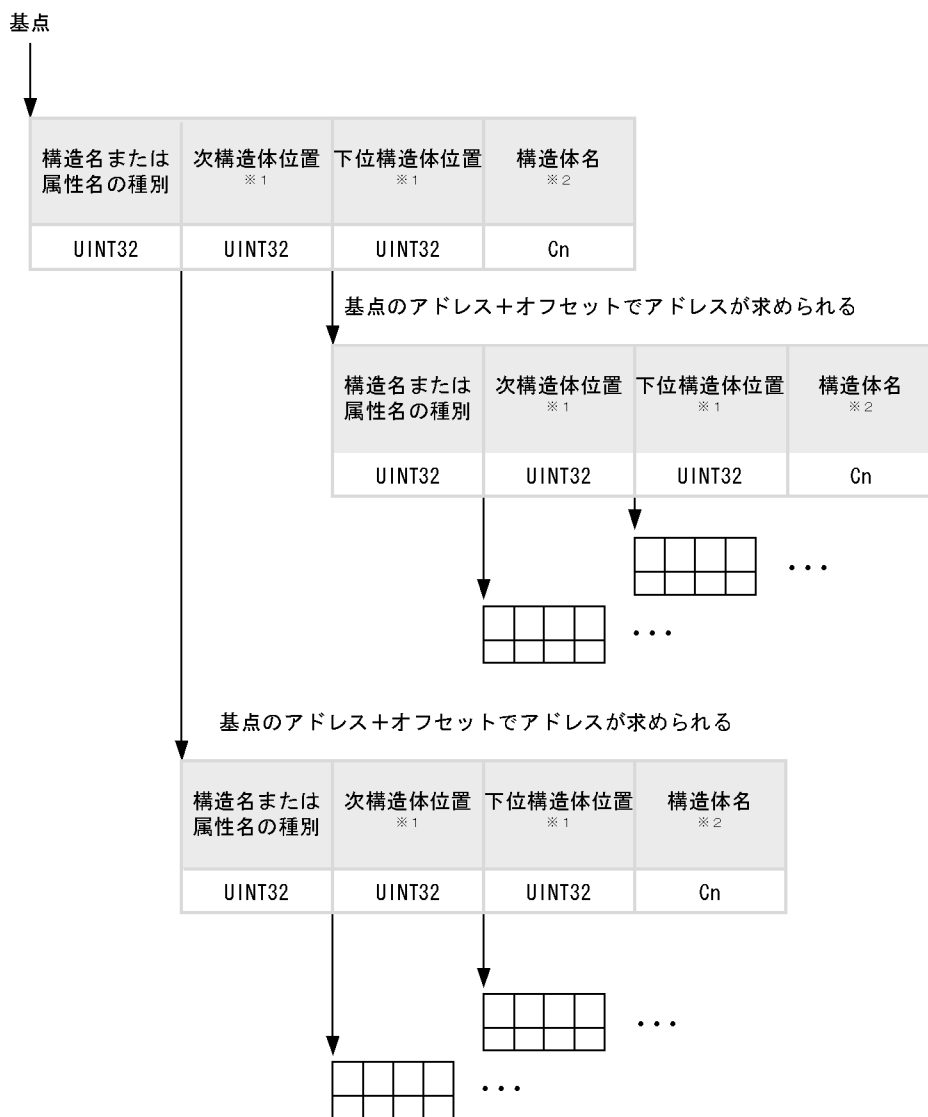 基点
構造名または
属性名の種別
次構造体位置
※1
下位構造体位置
※1
構造体名
※2
UINT32 UINT32 UINT32 Cn
基点のアドレス＋オフセットでアドレスが求められる
構造名または
属性名の種別
次構造体位置
※1
下位構造体位置
※1
構造体名
※2
UINT32 UINT32 UINT32 Cn
・・・
・・・
基点のアドレス＋オフセットでアドレスが求められる
構造名または
属性名の種別
次構造体位置
※1
下位構造体位置
※1
構造体名
※2
UINT32 UINT32 UINT32 Cn
・・・
・・・